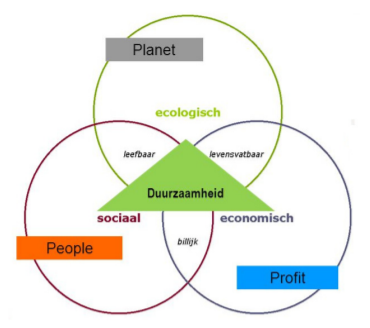 Planet
ecologisch
leefbaar
levensvatbaar
Duurzaamheid
sociaal
economisch
billijk
People
Profit